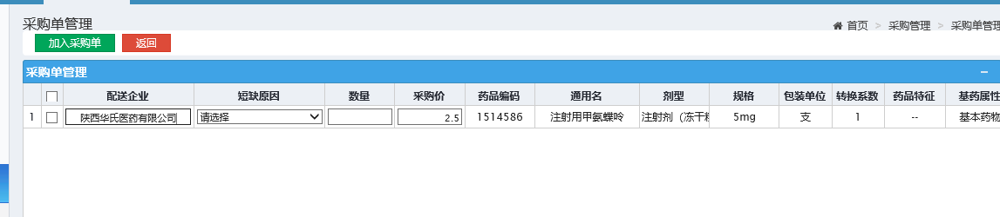 采购单管理
首页 > 采购管理 > 采购单管理
加入采购单 返回
采购单管理
配送企业 短缺原因 数量 采购价 药品编码 通用名 剂型 规格 包装单位 转换系数 药品特征 基药属性
1 陕西华氏医药有限公司 请选择 2.5 1514586 注射用甲氨蝶呤 注射剂（冻干粉 5mg 支 1 -- 基本药物